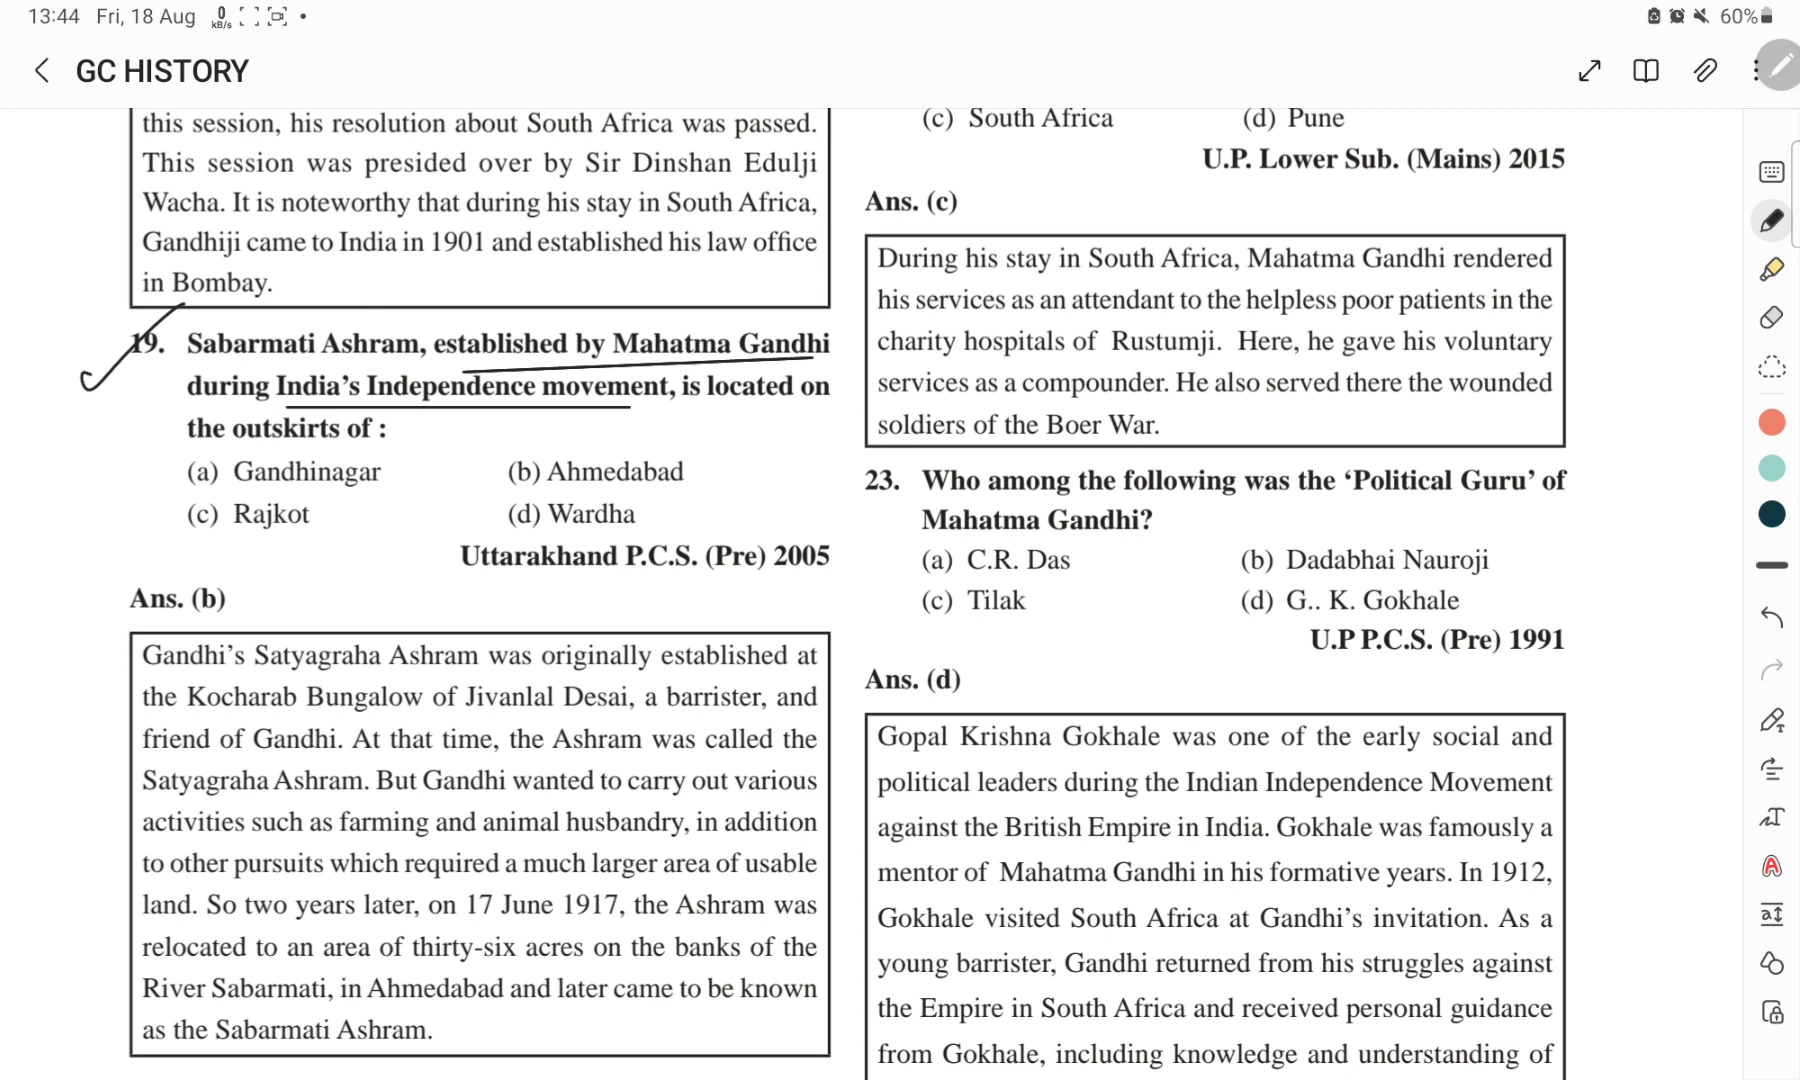 13:44 Fri, 18 Aug 0 kB/s
60%
GC HISTORY
this session, his resolution about South Africa was passed.
This session was presided over by Sir Dinshan Edulji
Wacha. It is noteworthy that during his stay in South Africa,
Gandhiji came to India in 1901 and established his law office
in Bombay.
19. Sabarmati Ashram, established by Mahatma Gandhi
during India’s Independence movement, is located on
the outskirts of :
(a) Gandhinagar (b) Ahmedabad
(c) Rajkot (d) Wardha
Uttarakhand P.C.S. (Pre) 2005
Ans. (b)
Gandhi’s Satyagraha Ashram was originally established at
the Kocharab Bungalow of Jivanlal Desai, a barrister, and
friend of Gandhi. At that time, the Ashram was called the
Satyagraha Ashram. But Gandhi wanted to carry out various
activities such as farming and animal husbandry, in addition
to other pursuits which required a much larger area of usable
land. So two years later, on 17 June 1917, the Ashram was
relocated to an area of thirty-six acres on the banks of the
River Sabarmati, in Ahmedabad and later came to be known
as the Sabarmati Ashram.
(c) South Africa (d) Pune
U.P. Lower Sub. (Mains) 2015
Ans. (c)
During his stay in South Africa, Mahatma Gandhi rendered
his services as an attendant to the helpless poor patients in the
charity hospitals of Rustumji. Here, he gave his voluntary
services as a compounder. He also served there the wounded
soldiers of the Boer War.
23. Who among the following was the ‘Political Guru’ of
Mahatma Gandhi?
(a) C.R. Das (b) Dadabhai Nauroji
(c) Tilak (d) G.. K. Gokhale
U.P P.C.S. (Pre) 1991
Ans. (d)
Gopal Krishna Gokhale was one of the early social and
political leaders during the Indian Independence Movement
against the British Empire in India. Gokhale was famously a
mentor of Mahatma Gandhi in his formative years. In 1912,
Gokhale visited South Africa at Gandhi’s invitation. As a
young barrister, Gandhi returned from his struggles against
the Empire in South Africa and received personal guidance
from Gokhale, including knowledge and understanding of